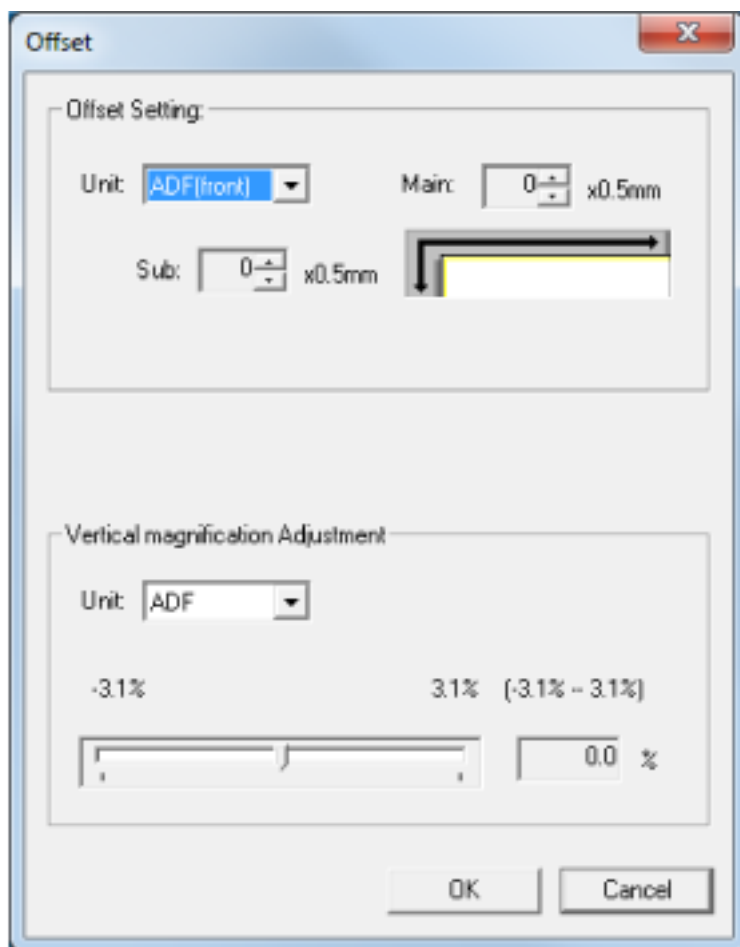 Offset
Offset Setting:
Unit: ADF(front) Main: 0 x0.5mm
Sub: 0 x0.5mm
Vertical magnification Adjustment
Unit: ADF
-3.1% 3.1% (-3.1% -- 3.1%)
0.0 %
OK Cancel